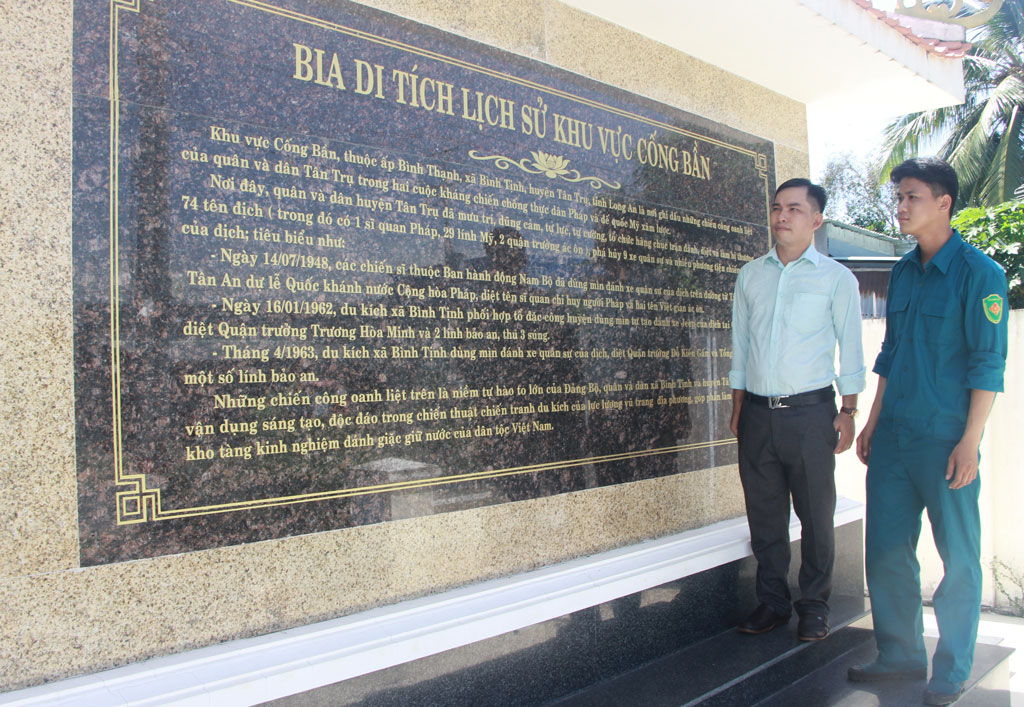 BIA DI TÍCH LỊCH SỬ KHU VỰC CỐNG BẦN
Khu vực Cống Bần, thuộc ấp Bình Thạnh, xã Bình Tịnh, huyện Tân Trụ, tỉnh Long An là nơi ghi dấu những chiến công oanh liệt
của quân và dân Tân Trụ trong hai cuộc kháng chiến chống thực dân Pháp và đế quốc Mỹ xâm lược.
Nơi đây, quân và dân huyện Tân Trụ đã mưu trí, dũng cảm, tự lực, tự cường, tổ chức hàng chục trận đánh, diệt và làm bị thương
74 tên địch ( trong đó có 1 sĩ quan Pháp, 29 lính Mỹ, 2 quận trưởng ác ôn ) phá hủy 9 xe quân sự và nhiều phương tiện chiến
của địch; tiêu biểu như:
- Ngày 14/07/1948, các chiến sĩ thuộc Ban hành động Nam Bộ đã dùng mìn đánh xe quân sự của địch trên đường từ
Tân An dự lễ Quốc khánh nước Cộng hòa Pháp, diệt tên sĩ quan chỉ huy người Pháp và hai tên Việt gian ác ôn.
- Ngày 16/01/1962, du kích xã Bình Tịnh phối hợp tổ đặc công huyện dùng mìn tự tạo đánh xe Jeep của địch tại
diệt Quận trưởng Trương Hòa Minh và 2 lính bảo an, thu 3 súng.
- Tháng 4/1963, du kích xã Bình Tịnh dùng mìn đánh xe quân sự của địch, diệt Quận trưởng Đỗ Kiến Gấm và Tổng
một số lính bảo an.
Những chiến công oanh liệt trên là niềm tự hào to lớn của Đảng Bộ, quân và dân xã Bình Tịnh và huyện
vận dụng sáng tạo, độc đáo trong chiến thuật chiến tranh du kích của lực lượng vũ trang địa phương, góp phần làm
kho tàng kinh nghiệm đánh giặc giữ nước của dân tộc Việt Nam.